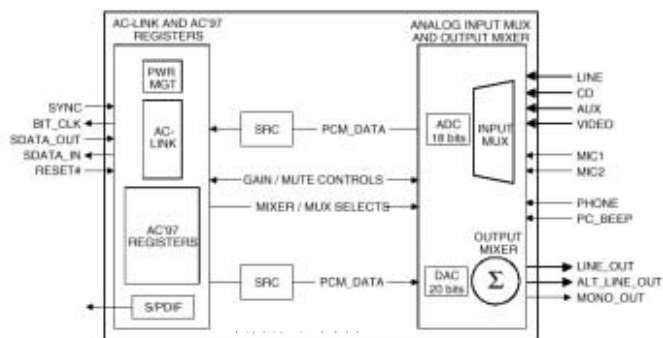 AC-LINK AND AC'97
REGISTERS
ANALOG INPUT MUX
AND OUTPUT MIXER
PWR
MGT
SYNC
BIT_CLK
SDATA_OUT
SDATA_IN
RESET#
AC-
LINK
SRC
PCM_DATA
ADC
18 bits
INPUT
MUX
LINE
CD
AUX
VIDEO
MIC1
MIC2
GAIN / MUTE CONTROLS
MIXER / MUX SELECTS
PHONE
PC_BEEP
AC'97
REGISTERS
OUTPUT
MIXER
SRC
PCM_DATA
DAC
20 bits
Σ
LINE_OUT
ALT_LINE_OUT
MONO_OUT
S/PDIF